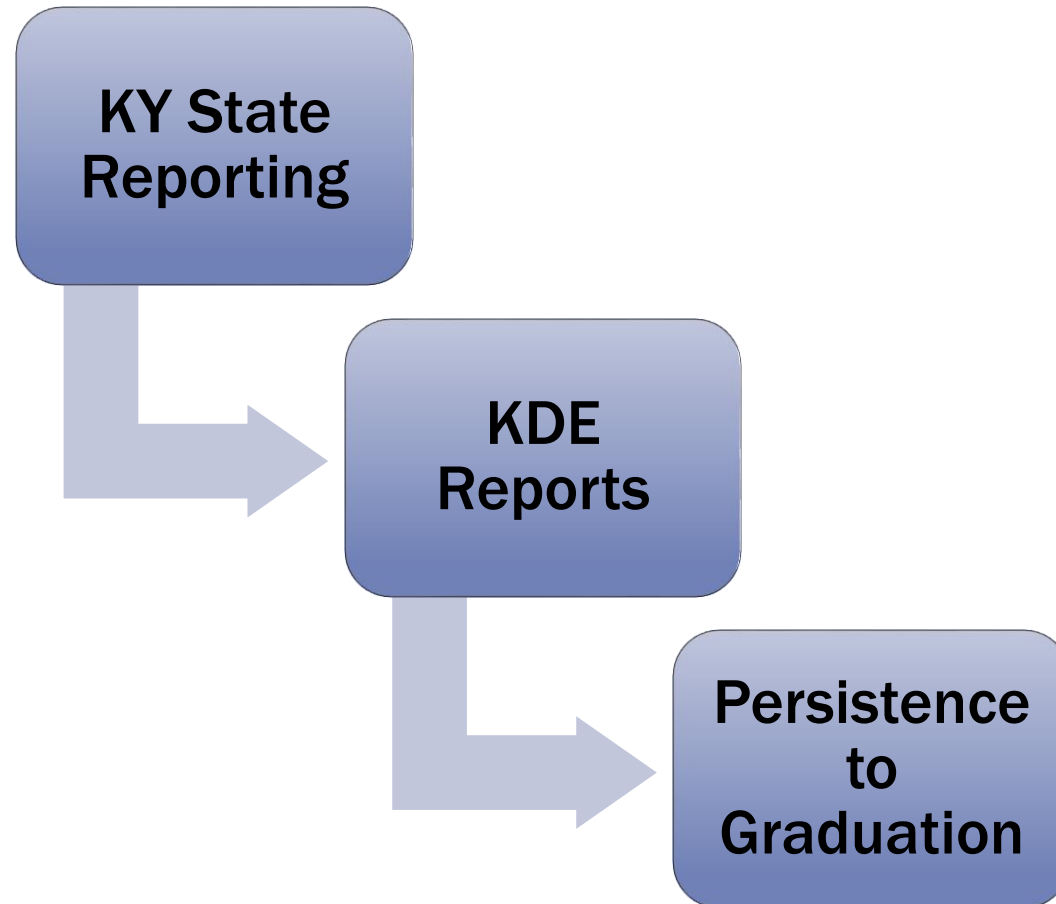 KY State
Reporting
KDE
Reports
Persistence
to
Graduation